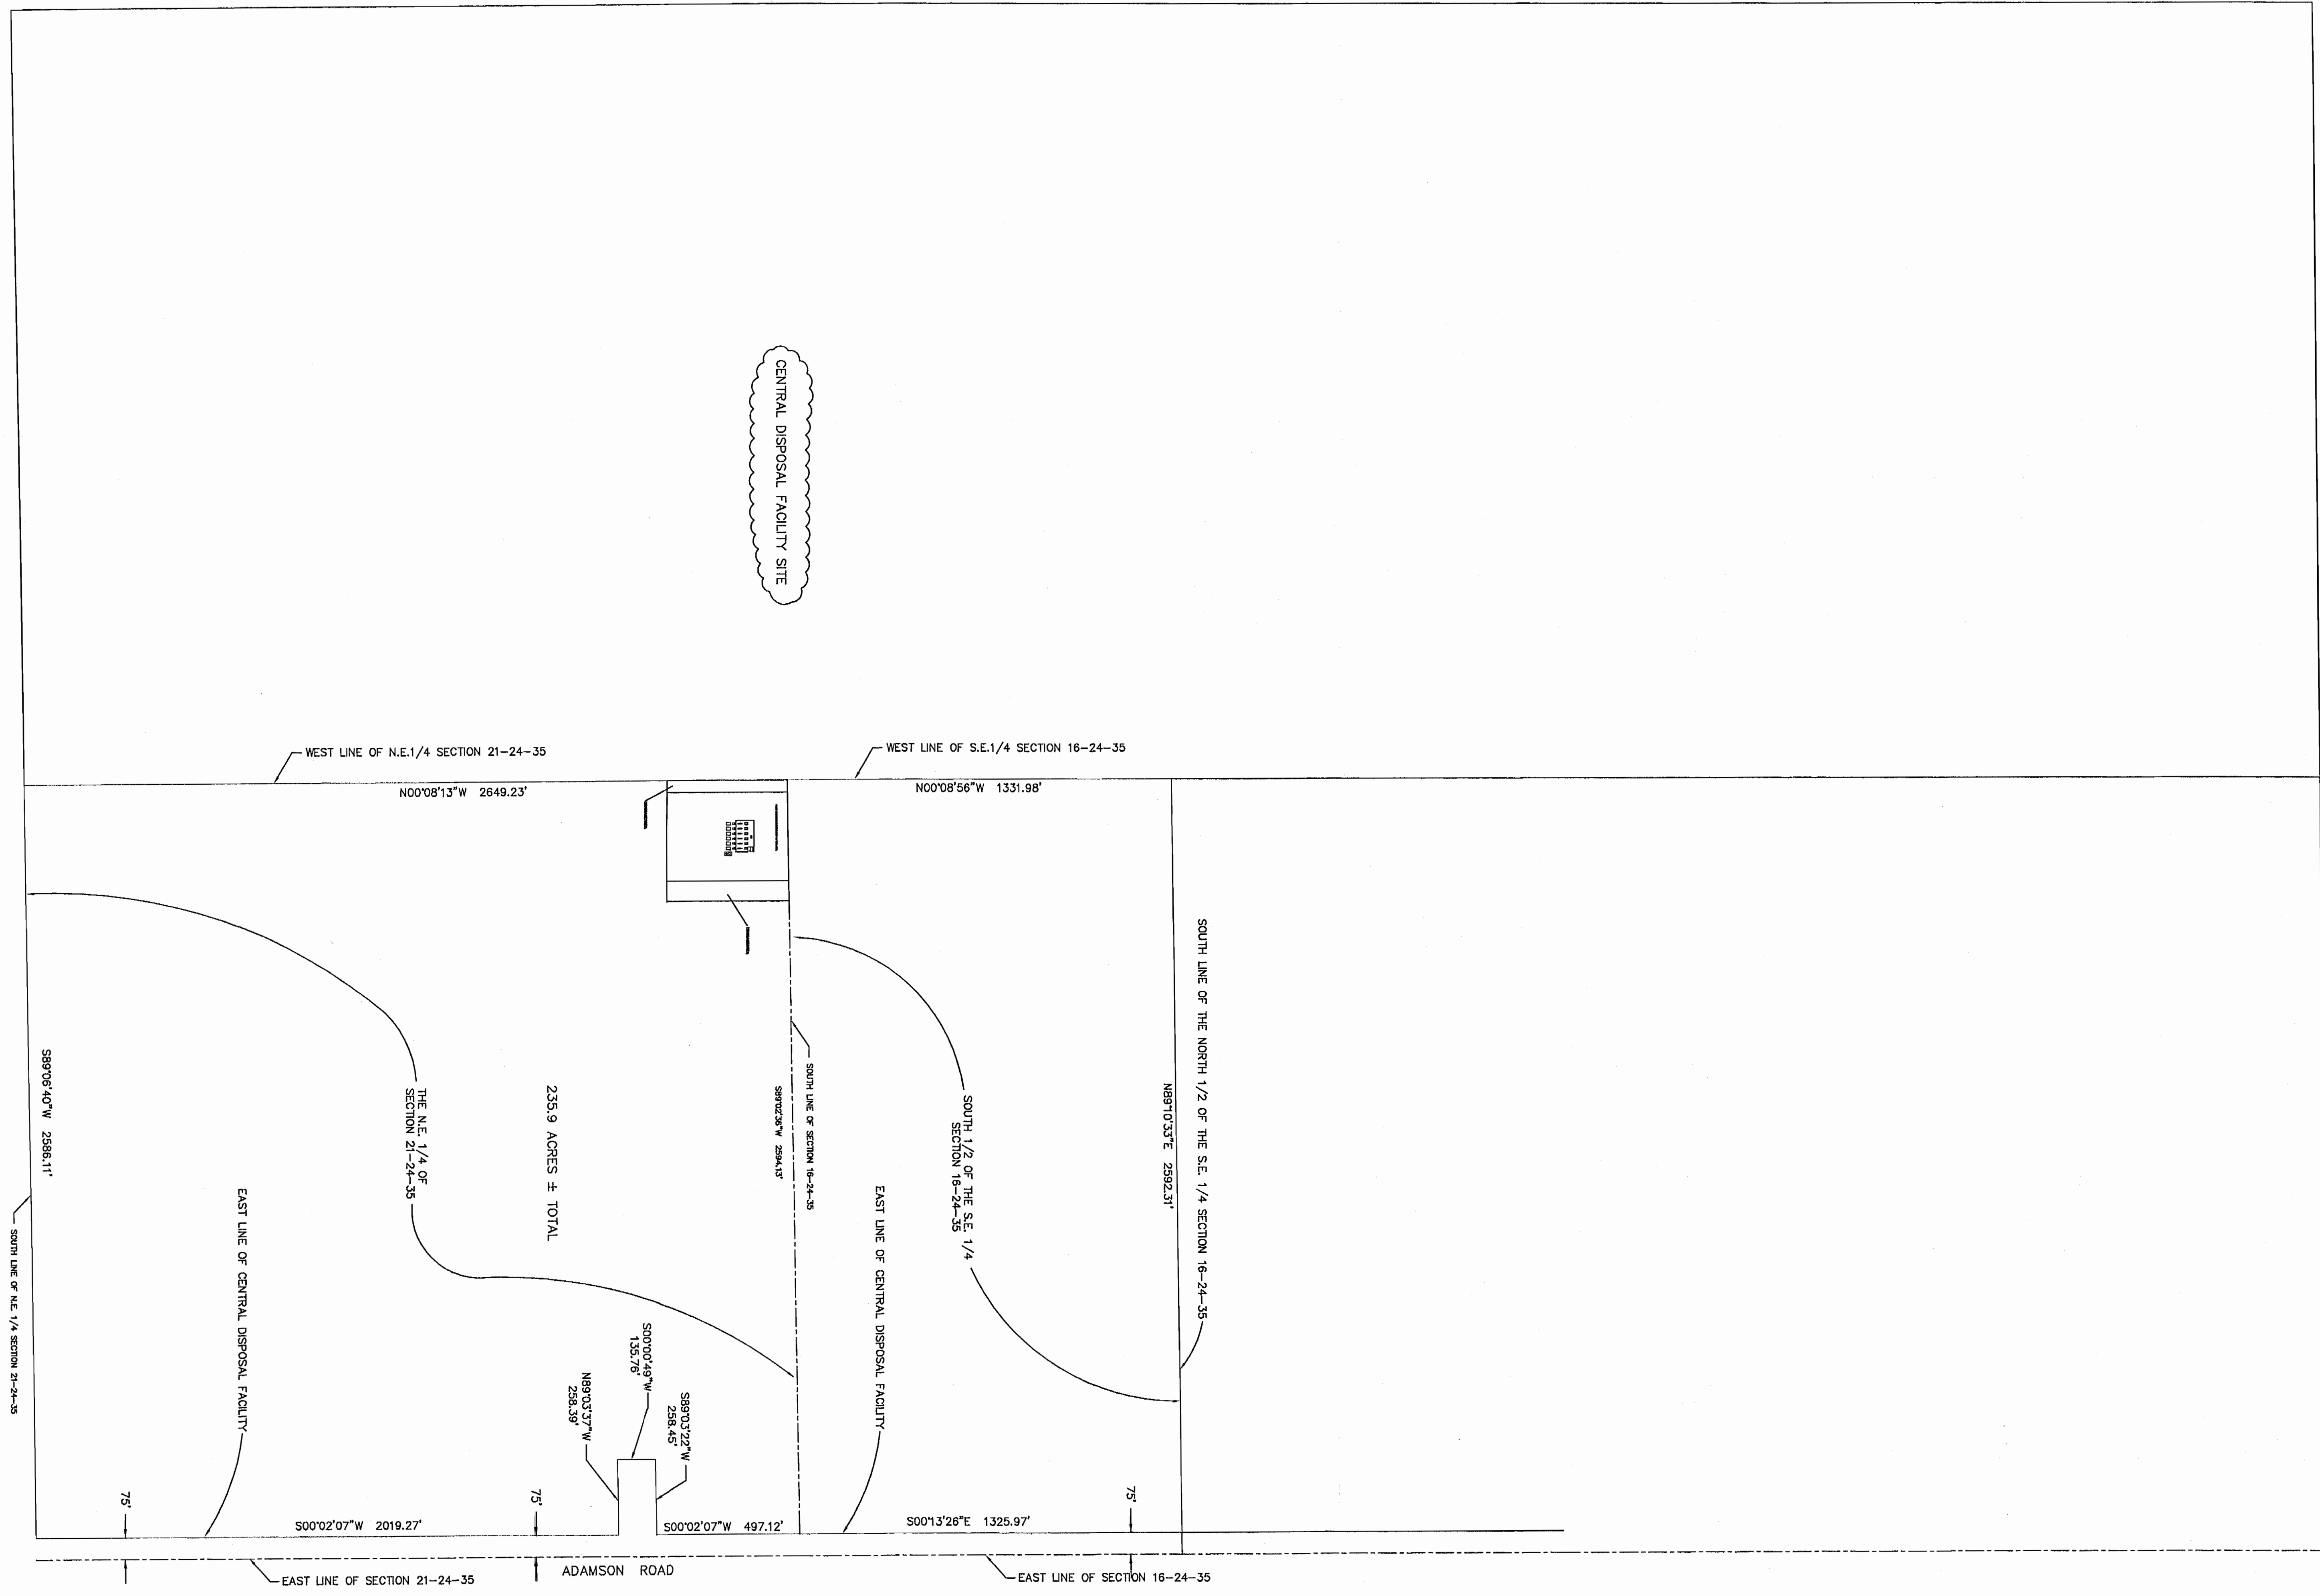 CENTRAL DISPOSAL FACILITY SITE
WEST LINE OF N.E.1/4 SECTION 21-24-35
WEST LINE OF S.E.1/4 SECTION 16-24-35
N00°08'13"W 2649.23'
N00°08'56"W 1331.98'
SOUTH LINE OF THE NORTH 1/2 OF THE S.E. 1/4 SECTION 16-24-35
N89°10'33"E 2592.31'
SOUTH 1/2 OF THE S.E. 1/4
SECTION 16-24-35
EAST LINE OF CENTRAL DISPOSAL FACILITY
SOUTH LINE OF SECTION 16-24-35
S89°02'36"W 2594.13'
235.9 ACRES ± TOTAL
THE N.E. 1/4 OF
SECTION 21-24-35
EAST LINE OF CENTRAL DISPOSAL FACILITY
S89°06'40"W 2586.11'
SOUTH LINE OF N.E. 1/4 SECTION 21-24-35
S00°00'49"W
135.76'
S89°03'22"W
258.45'
N89°03'37"W
258.39'
75'
75'
75'
S00°02'07"W 2019.27'
S00°02'07"W 497.12'
S00°13'26"E 1325.97'
ADAMSON ROAD
EAST LINE OF SECTION 21-24-35
EAST LINE OF SECTION 16-24-35